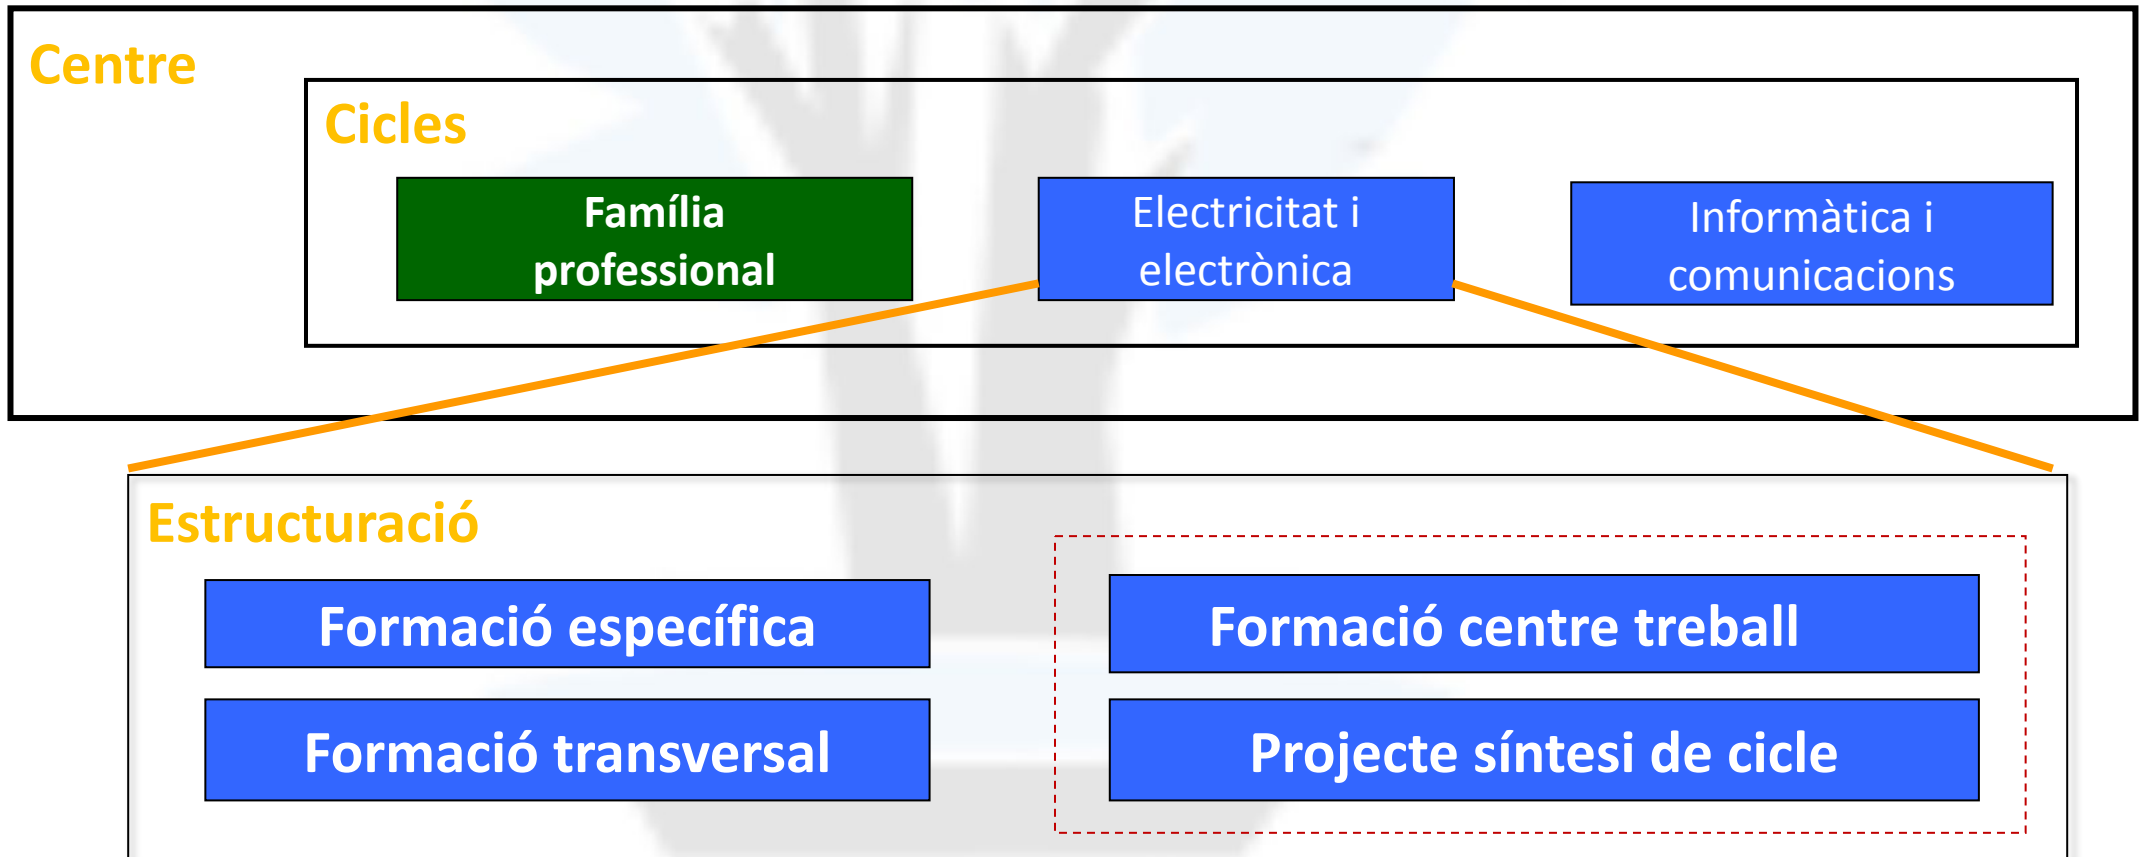 Centre
Cicles
Família
professional
Electricitat i
electrònica
Informàtica i
comunicacions
Estructuració
Formació específica
Formació centre treball
Formació transversal
Projecte síntesi de cicle